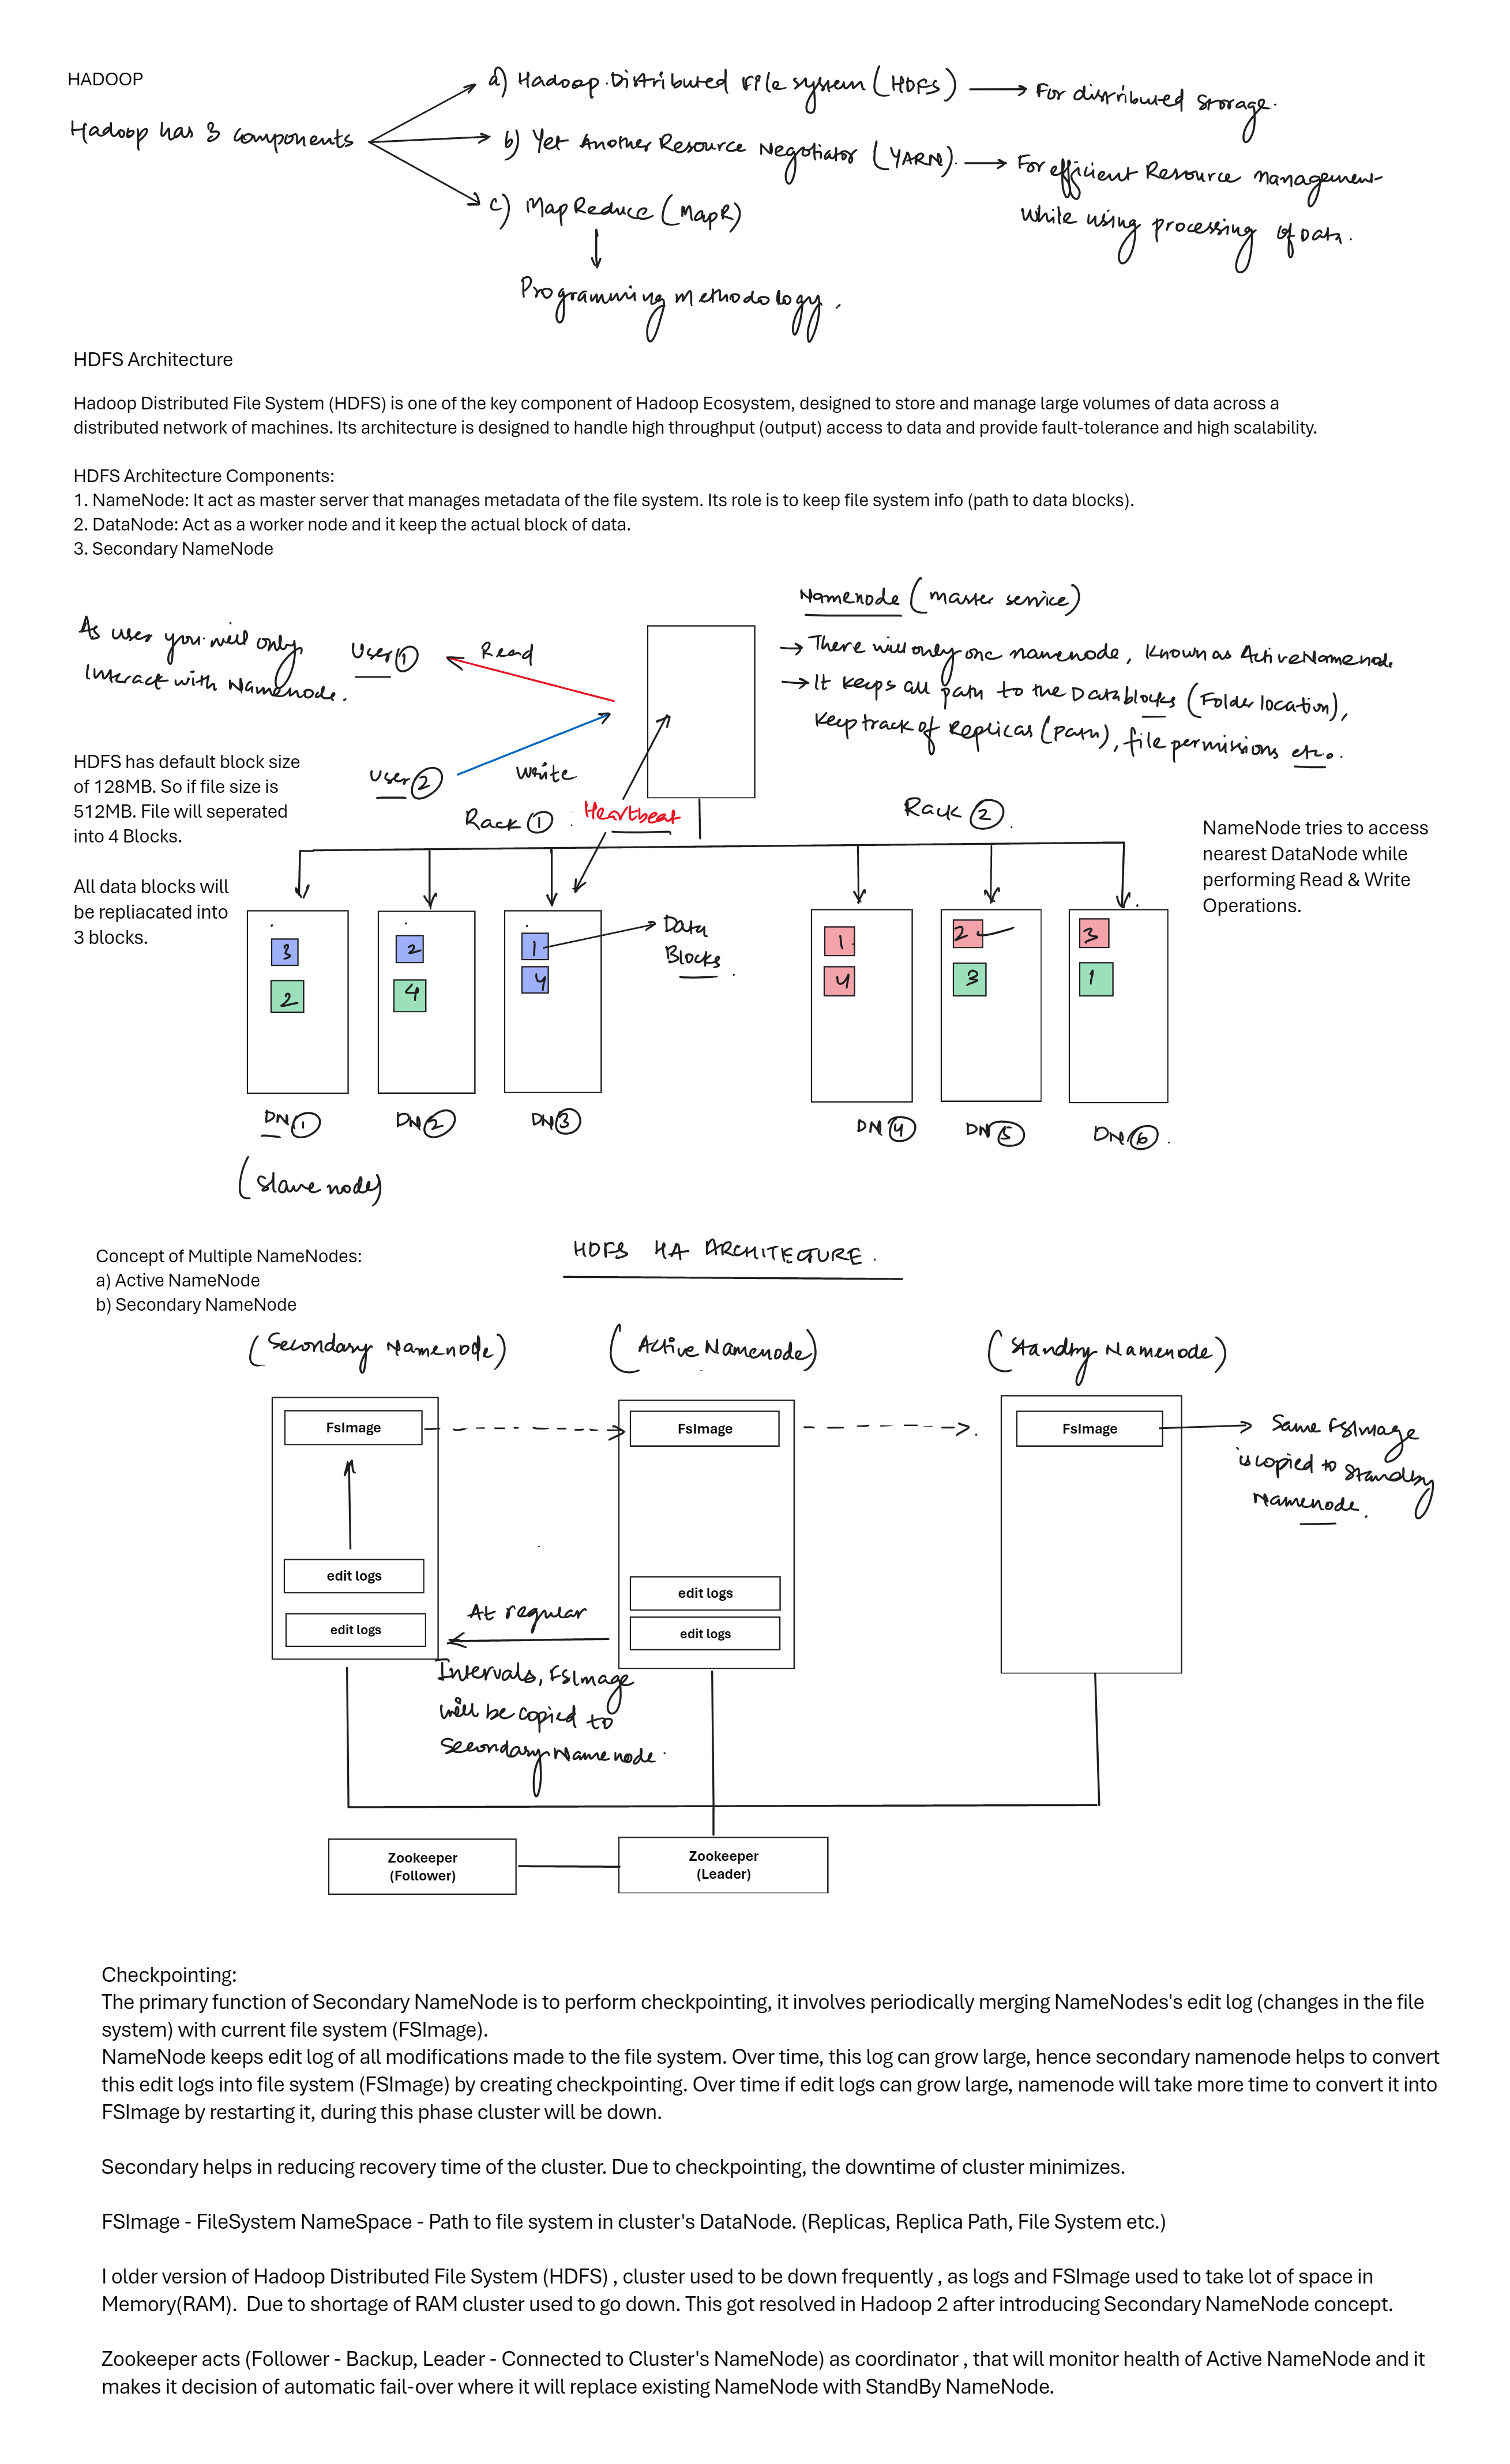 HADOOP
Hadoop has 3 components
a) Hadoop Distributed File system (HDFS) → For distributed storage.
b) Yet Another Resource Negotiator (YARN). → For efficient Resource management
while using processing of Data.
c) MapReduce (MapR)
Programming methodology.
HDFS Architecture
Hadoop Distributed File System (HDFS) is one of the key component of Hadoop Ecosystem, designed to store and manage large volumes of data across a
distributed network of machines. Its architecture is designed to handle high throughput (output) access to data and provide fault-tolerance and high scalability.
HDFS Architecture Components:
1. NameNode: It act as master server that manages metadata of the file system. Its role is to keep file system info (path to data blocks).
2. DataNode: Act as a worker node and it keep the actual block of data.
3. Secondary NameNode
Namenode (master service)
→ There will only one namenode, known as ActiveNamenode
→ It keeps all path to the Datablocks (Folder location),
keep track of Replicas (path), file permissions etc..
As user you will only
Interact with Namenode.
User 1
Read
User 2
Write
HDFS has default block size
of 128MB. So if file size is
512MB. File will seperated
into 4 Blocks.
All data blocks will
be repliacated into
3 blocks.
Rack 1
Heartbeat
Rack 2.
NameNode tries to access
nearest DataNode while
performing Read & Write
Operations.
3
2
2
4
1
4
Data
Blocks.
1
4
2
3
3
1
DN 1
DN 2
DN 3
DN 4
DN 5
DN 6.
(Slave node)
Concept of Multiple NameNodes:
a) Active NameNode
b) Secondary NameNode
HDFS HA ARCHITECTURE.
(Secondary Namenode)
(Active Namenode)
(Standby Namenode)
FsImage
FsImage
FsImage
Same FSImage
is copied to Standby
Namenode.
edit logs
edit logs
edit logs
edit logs
At regular
Intervals, FSImage
will be copied to
Secondary Namenode.
Zookeeper
(Follower)
Zookeeper
(Leader)
Checkpointing:
The primary function of Secondary NameNode is to perform checkpointing, it involves periodically merging NameNodes's edit log (changes in the file
system) with current file system (FSImage).
NameNode keeps edit log of all modifications made to the file system. Over time, this log can grow large, hence secondary namenode helps to convert
this edit logs into file system (FSImage) by creating checkpointing. Over time if edit logs can grow large, namenode will take more time to convert it into
FSImage by restarting it, during this phase cluster will be down.
Secondary helps in reducing recovery time of the cluster. Due to checkpointing, the downtime of cluster minimizes.
FSImage - FileSystem NameSpace - Path to file system in cluster's DataNode. (Replicas, Replica Path, File System etc.)
I older version of Hadoop Distributed File System (HDFS) , cluster used to be down frequently , as logs and FSImage used to take lot of space in
Memory(RAM). Due to shortage of RAM cluster used to go down. This got resolved in Hadoop 2 after introducing Secondary NameNode concept.
Zookeeper acts (Follower - Backup, Leader - Connected to Cluster's NameNode) as coordinator , that will monitor health of Active NameNode and it
makes it decision of automatic fail-over where it will replace existing NameNode with StandBy NameNode.